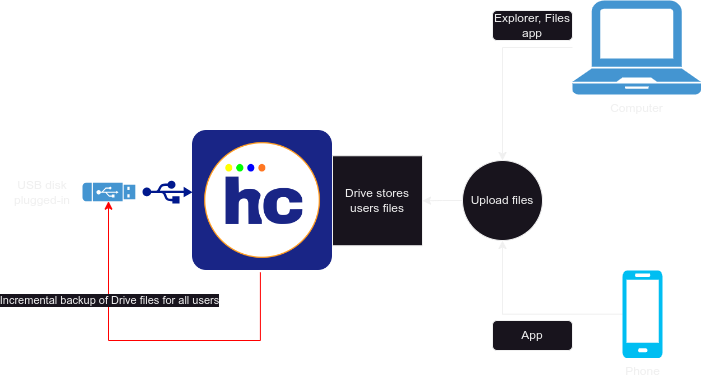 Explorer, Files
app
Computer
USB disk
plugged-in
hc
Drive stores
users files
Upload files
Incremental backup of Drive files for all users
App
Phone